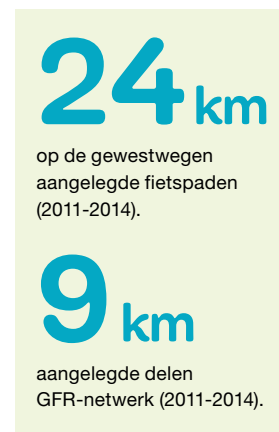 24 km
op de gewestwegen
aangelegde fietspaden
(2011-2014).
9 km
aangelegde delen
GFR-netwerk (2011-2014).